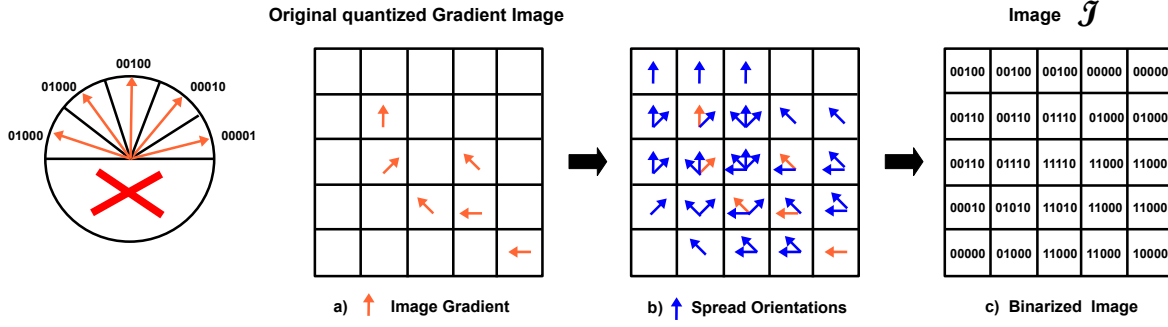 Original quantized Gradient Image
Image 𝒥
00100
01000
00010
01000
00001
00100 00100 00100 00000 00000
00110 00110 01110 01000 01000
00110 01110 11110 11000 11000
00010 01010 11010 11000 11000
00000 01000 11000 11000 10000
a) Image Gradient
b) Spread Orientations
c) Binarized Image